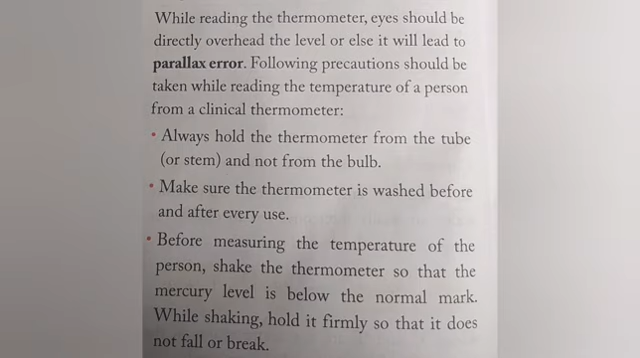 While reading the thermometer, eyes should be
directly overhead the level or else it will lead to
parallax error. Following precautions should be
taken while reading the temperature of a person
from a clinical thermometer:
• Always hold the thermometer from the tube
(or stem) and not from the bulb.
• Make sure the thermometer is washed before
and after every use.
• Before measuring the temperature of the
person, shake the thermometer so that the
mercury level is below the normal mark.
While shaking, hold it firmly so that it does
not fall or break.